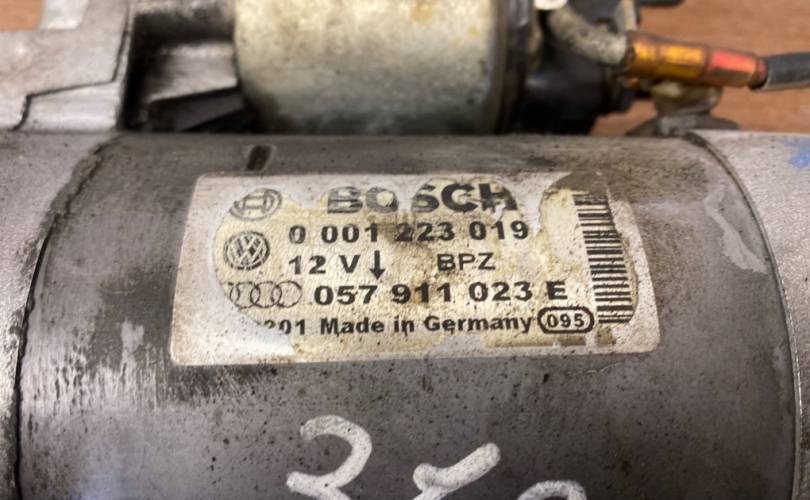 BOSCH
0 001 223 019
12 V↓ BPZ
057 911 023 E
Made in Germany 095